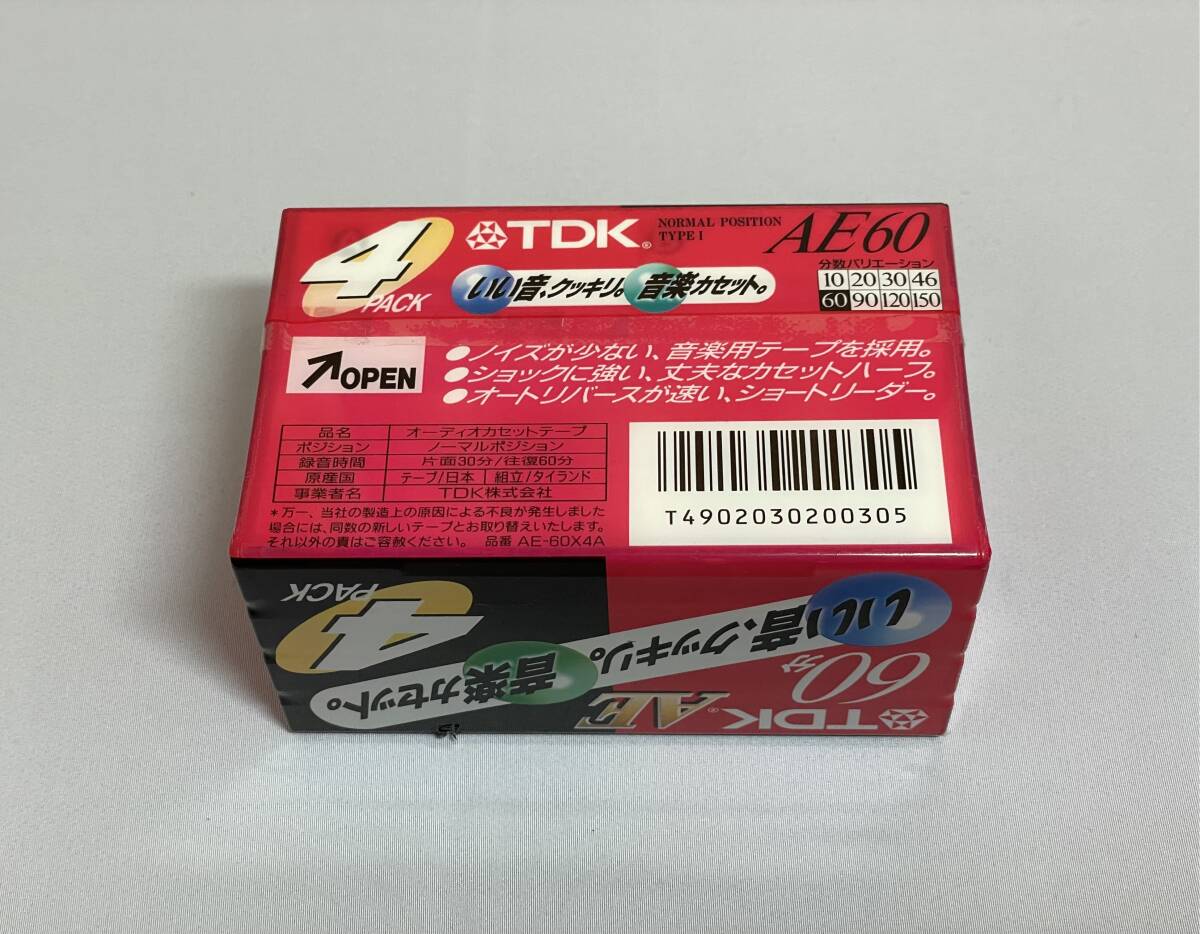 4
PACK
TDK®
NORMAL POSITION
TYPE I
AE60
いい音、クッキリ。音楽カセット。
分数バリエーション
10 20 30 46
60 90 120 150
OPEN
●ノイズが少ない、音楽用テープを採用。
●ショックに強い、丈夫なカセットハーフ。
●オートリバースが速い、ショートリーダー。
品名 オーディオカセットテープ
ポジション ノーマルポジション
録音時間 片面30分/往復60分
原産国 テープ/日本 組立/タイランド
事業者名 TDK株式会社
*万一、当社の製造上の原因による不良が発生しました
場合には、同数の新しいテープとお取り替えいたします。
それ以外の責はご容赦ください。 品番 AE-60X4A
T4902030200305
TDK AE®
60分
いい音、クッキリ。音楽カセット。
4
PACK